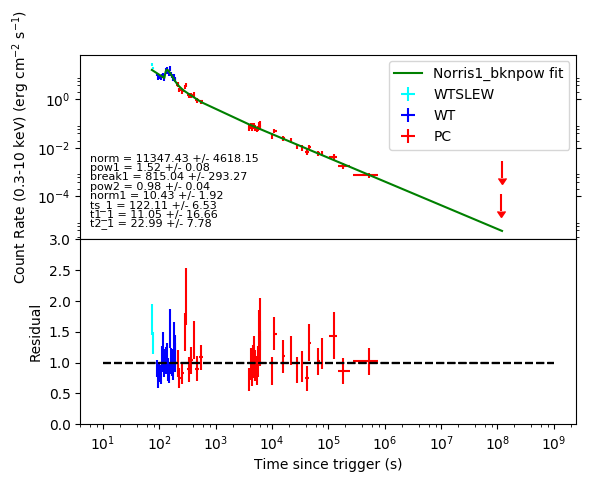 Count Rate (0.3-10 keV) (erg cm⁻² s⁻¹)
10⁰
10⁻²
10⁻⁴
Norris1_bknpow fit
WTSLEW
WT
PC
norm = 11347.43 +/- 4618.15
pow1 = 1.52 +/- 0.08
break1 = 815.04 +/- 293.27
pow2 = 0.98 +/- 0.04
norm1 = 10.43 +/- 1.92
ts_1 = 122.11 +/- 6.53
t1_1 = 11.05 +/- 16.66
t2_1 = 22.99 +/- 7.78
Residual
3.0
2.5
2.0
1.5
1.0
0.5
0.0
10¹ 10² 10³ 10⁴ 10⁵ 10⁶ 10⁷ 10⁸ 10⁹
Time since trigger (s)